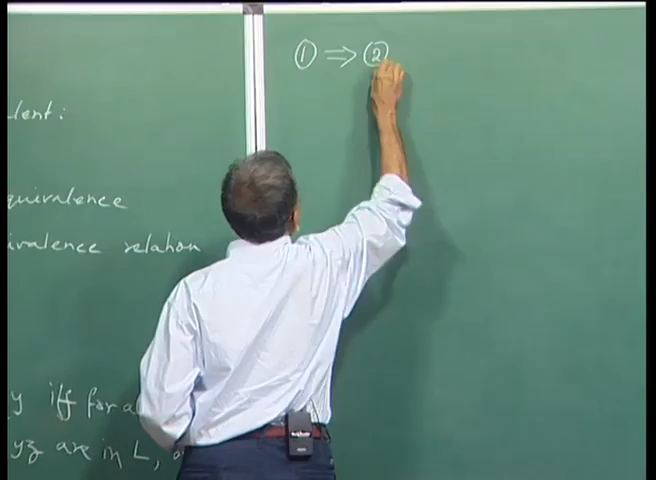 ① ⇒ ②
lent:
quivalence
ivalence relation
y iff for a
yz are in L,